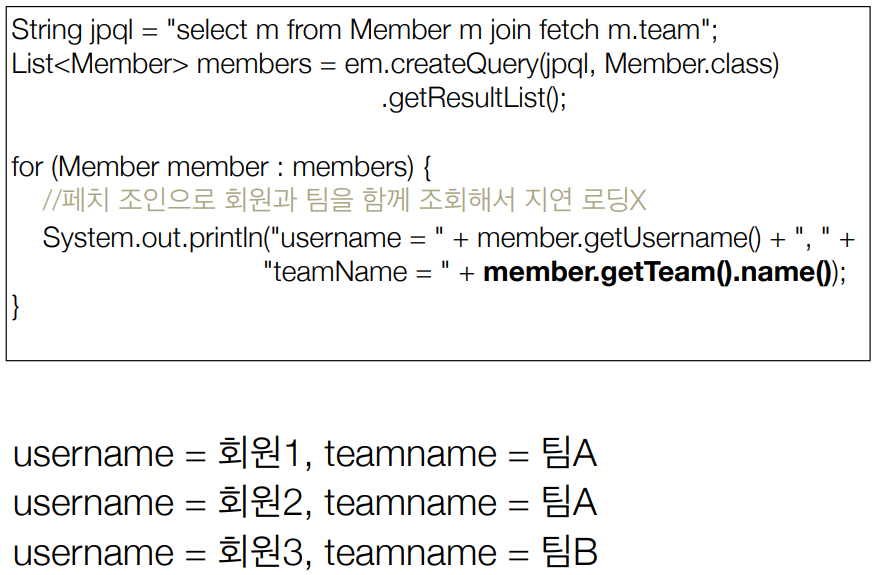 String jpql = "select m from Member m join fetch m.team";
List<Member> members = em.createQuery(jpql, Member.class)
.getResultList();
for (Member member : members) {
//페치 조인으로 회원과 팀을 함께 조회해서 지연 로딩X
System.out.println("username = " + member.getUsername() + ", " +
"teamName = " + member.getTeam().name());
}
username = 회원1, teamname = 팀A
username = 회원2, teamname = 팀A
username = 회원3, teamname = 팀B